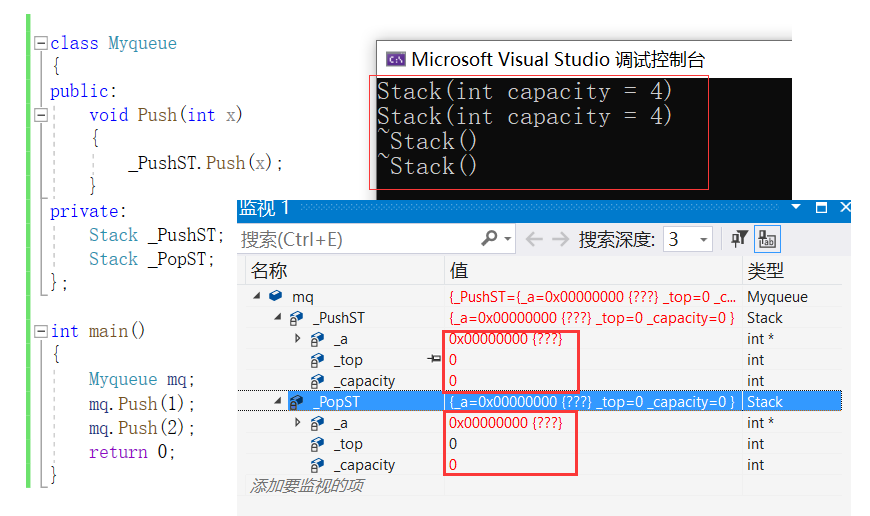 class Myqueue
{
public:
void Push(int x)
{
_PushST.Push(x);
}
private:
Stack _PushST;
Stack _PopST;
};
int main()
{
Myqueue mq;
mq.Push(1);
mq.Push(2);
return 0;
}
Microsoft Visual Studio 调试控制台
Stack(int capacity = 4)
Stack(int capacity = 4)
~Stack()
~Stack()
监视 1
搜索(Ctrl+E) 搜索深度: 3
名称 值 类型
mq {_PushST={_a=0x00000000 {???} _top=0 _c... Myqueue
_PushST {_a=0x00000000 {???} _top=0 _capacity=0 } Stack
_a 0x00000000 {???} int *
_top 0 int
_capacity 0 int
_PopST {_a=0x00000000 {???} _top=0 _capacity=0 } Stack
_a 0x00000000 {???} int *
_top 0 int
_capacity 0 int
添加要监视的项